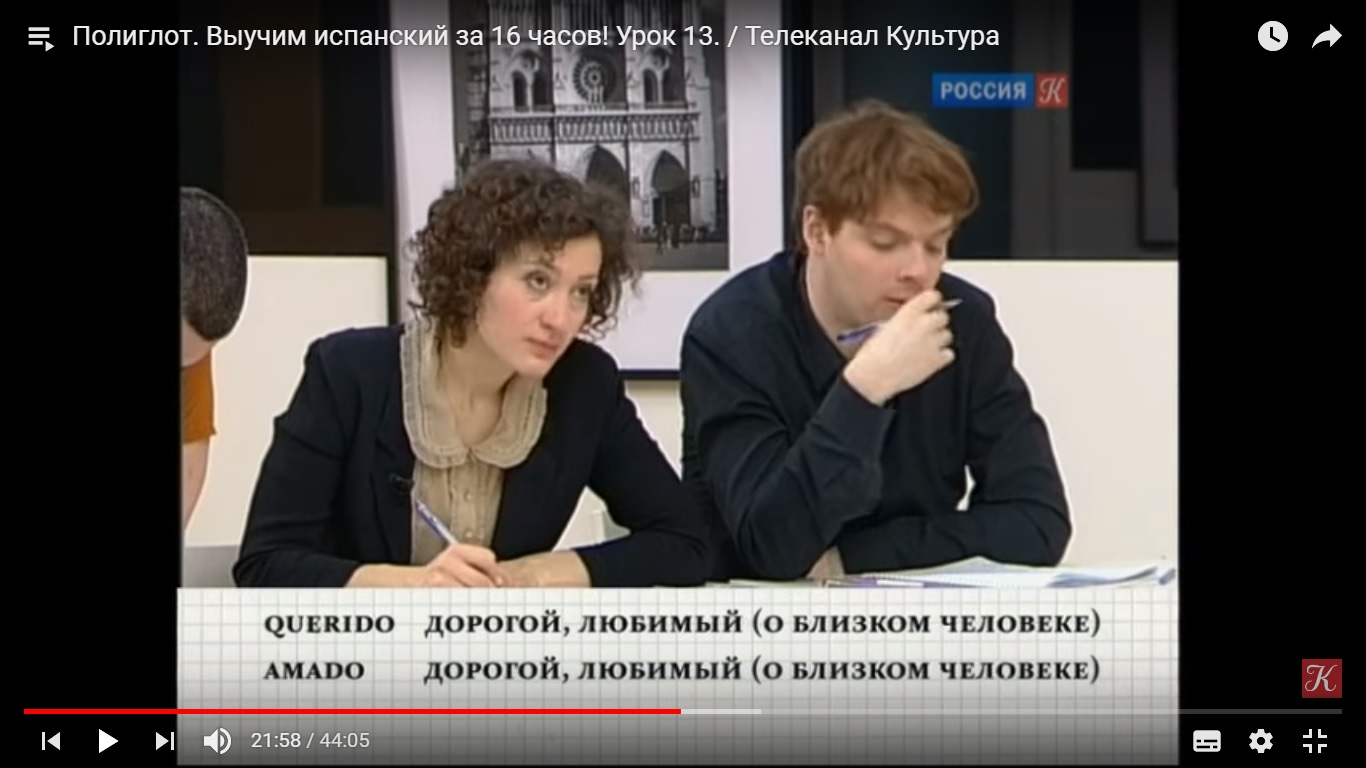 Полиглот. Выучим испанский за 16 часов! Урок 13. / Телеканал Культура
РОССИЯ К
QUERIDO ДОРОГОЙ, ЛЮБИМЫЙ (О БЛИЗКОМ ЧЕЛОВЕКЕ)
AMADO ДОРОГОЙ, ЛЮБИМЫЙ (О БЛИЗКОМ ЧЕЛОВЕКЕ)
К
21:58 / 44:05